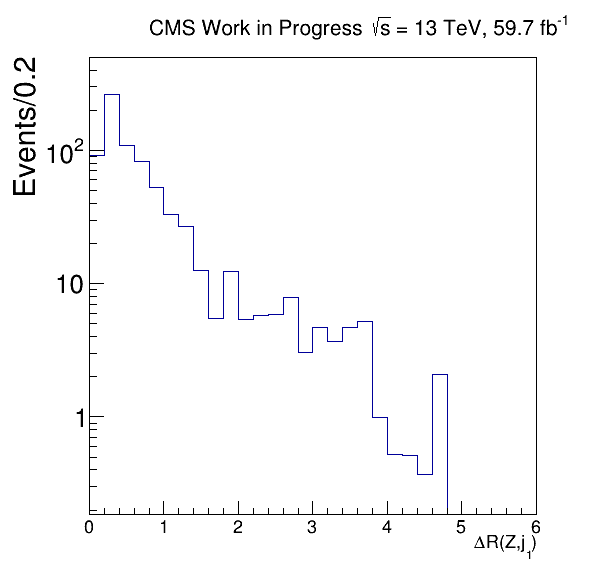 CMS Work in Progress √s = 13 TeV, 59.7 fb⁻¹
Events/0.2
10²
10
1
0 1 2 3 4 5 6
ΔR(Z,j₁)